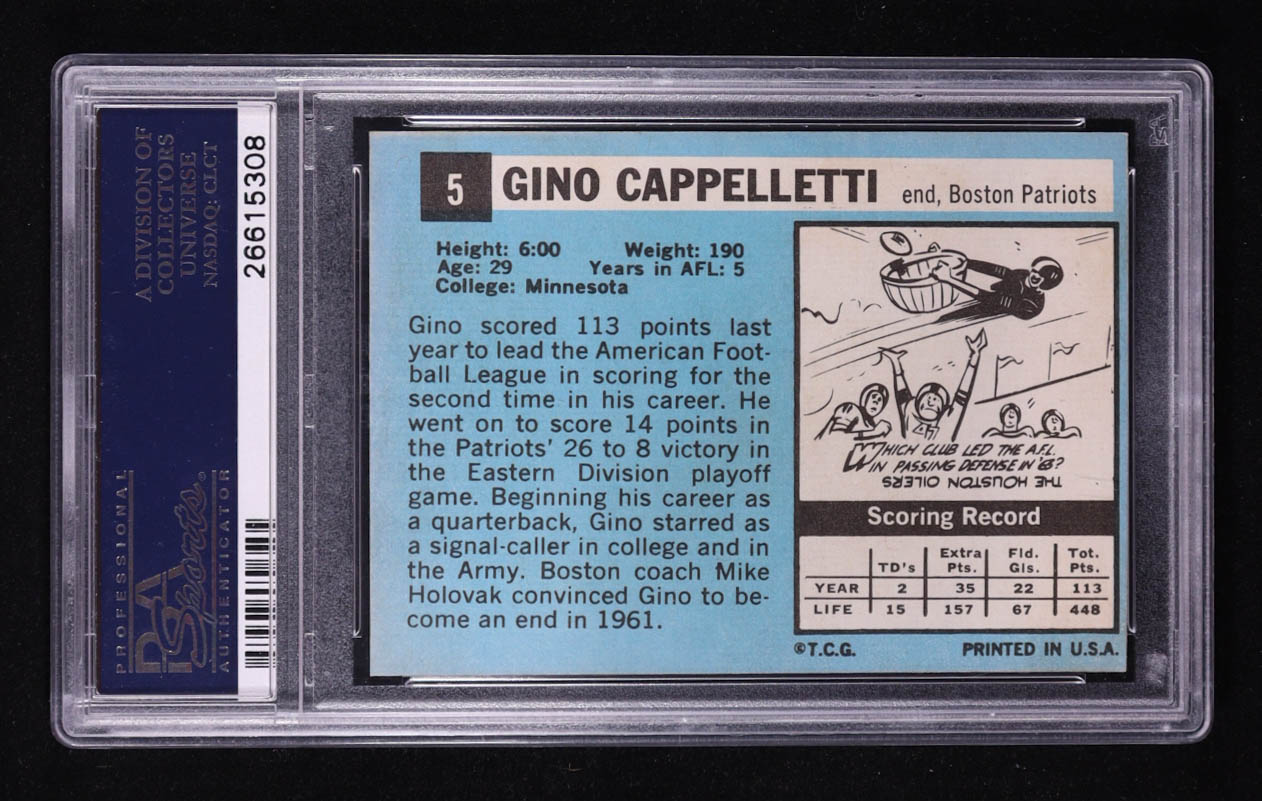 A DIVISION OF
COLLECTORS
UNIVERSE
NASDAQ: CLCT
26615308
PROFESSIONAL
PSA
Sports®
AUTHENTICATOR
PSA
5 GINO CAPPELLETTI end, Boston Patriots
Height: 6:00 Weight: 190
Age: 29 Years in AFL: 5
College: Minnesota
Gino scored 113 points last
year to lead the American Foot-
ball League in scoring for the
second time in his career. He
went on to score 14 points in
the Patriots' 26 to 8 victory in
the Eastern Division playoff
game. Beginning his career as
a quarterback, Gino starred as
a signal-caller in college and in
the Army. Boston coach Mike
Holovak convinced Gino to be-
come an end in 1961.
WHICH CLUB LED THE A.F.L.
IN PASSING DEFENSE IN '63?
THE HOUSTON OILERS
Scoring Record
TD's Extra Pts. Fld. Gls. Tot. Pts.
YEAR 2 35 22 113
LIFE 15 157 67 448
©T.C.G. PRINTED IN U.S.A.